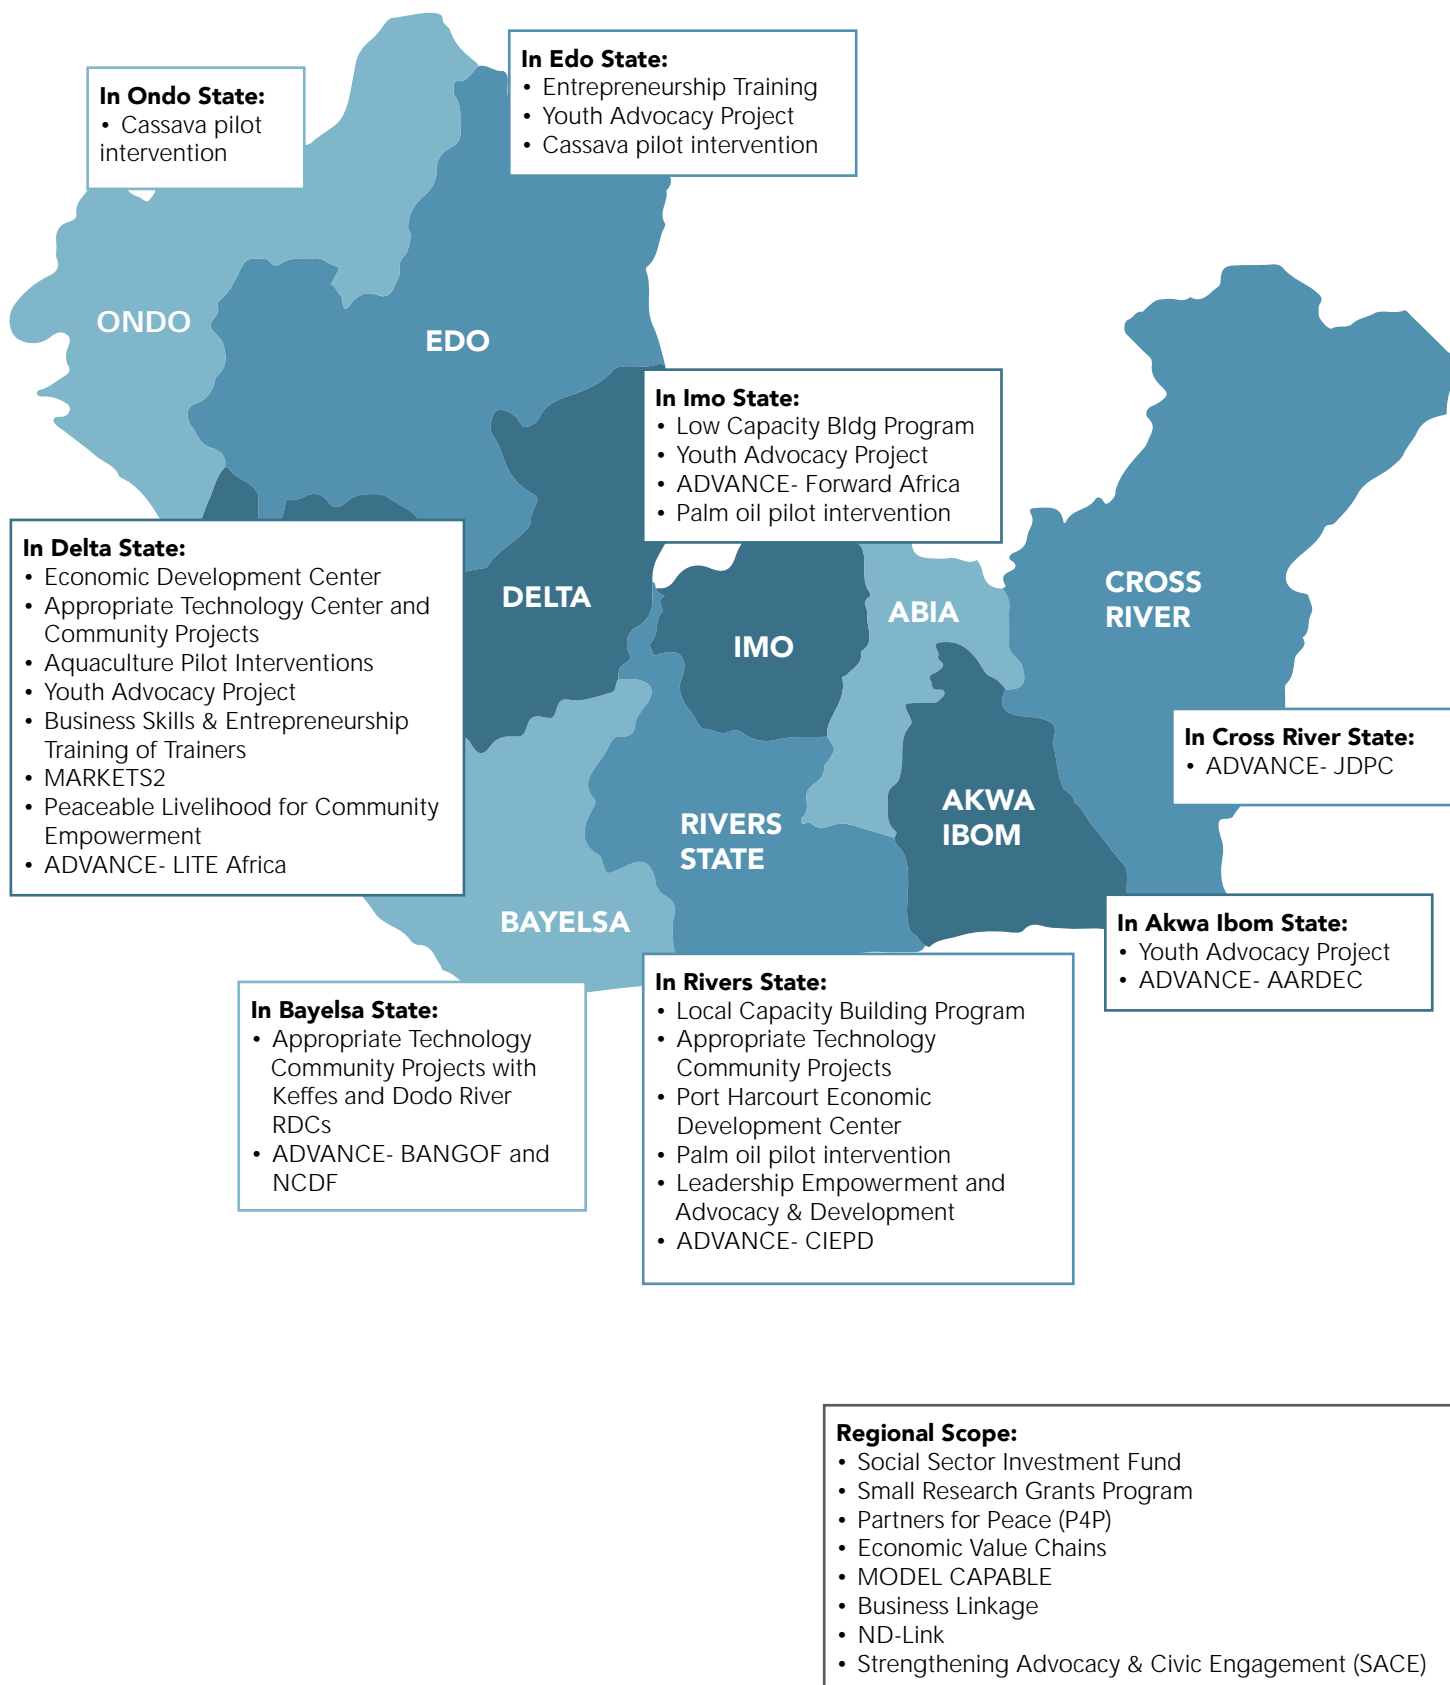 In Edo State:
• Entrepreneurship Training
• Youth Advocacy Project
• Cassava pilot intervention
In Ondo State:
• Cassava pilot
intervention
ONDO
EDO
In Imo State:
• Low Capacity Bldg Program
• Youth Advocacy Project
• ADVANCE- Forward Africa
• Palm oil pilot intervention
In Delta State:
• Economic Development Center
• Appropriate Technology Center and
Community Projects
• Aquaculture Pilot Interventions
• Youth Advocacy Project
• Business Skills & Entrepreneurship
Training of Trainers
• MARKETS2
• Peaceable Livelihood for Community
Empowerment
• ADVANCE- LITE Africa
DELTA
IMO
ABIA
CROSS
RIVER
In Cross River State:
• ADVANCE- JDPC
RIVERS
STATE
AKWA
IBOM
BAYELSA
In Akwa Ibom State:
• Youth Advocacy Project
• ADVANCE- AARDEC
In Bayelsa State:
• Appropriate Technology
Community Projects with
Keffes and Dodo River
RDCs
• ADVANCE- BANGOF and
NCDF
In Rivers State:
• Local Capacity Building Program
• Appropriate Technology
Community Projects
• Port Harcourt Economic
Development Center
• Palm oil pilot intervention
• Leadership Empowerment and
Advocacy & Development
• ADVANCE- CIEPD
Regional Scope:
• Social Sector Investment Fund
• Small Research Grants Program
• Partners for Peace (P4P)
• Economic Value Chains
• MODEL CAPABLE
• Business Linkage
• ND-Link
• Strengthening Advocacy & Civic Engagement (SACE)